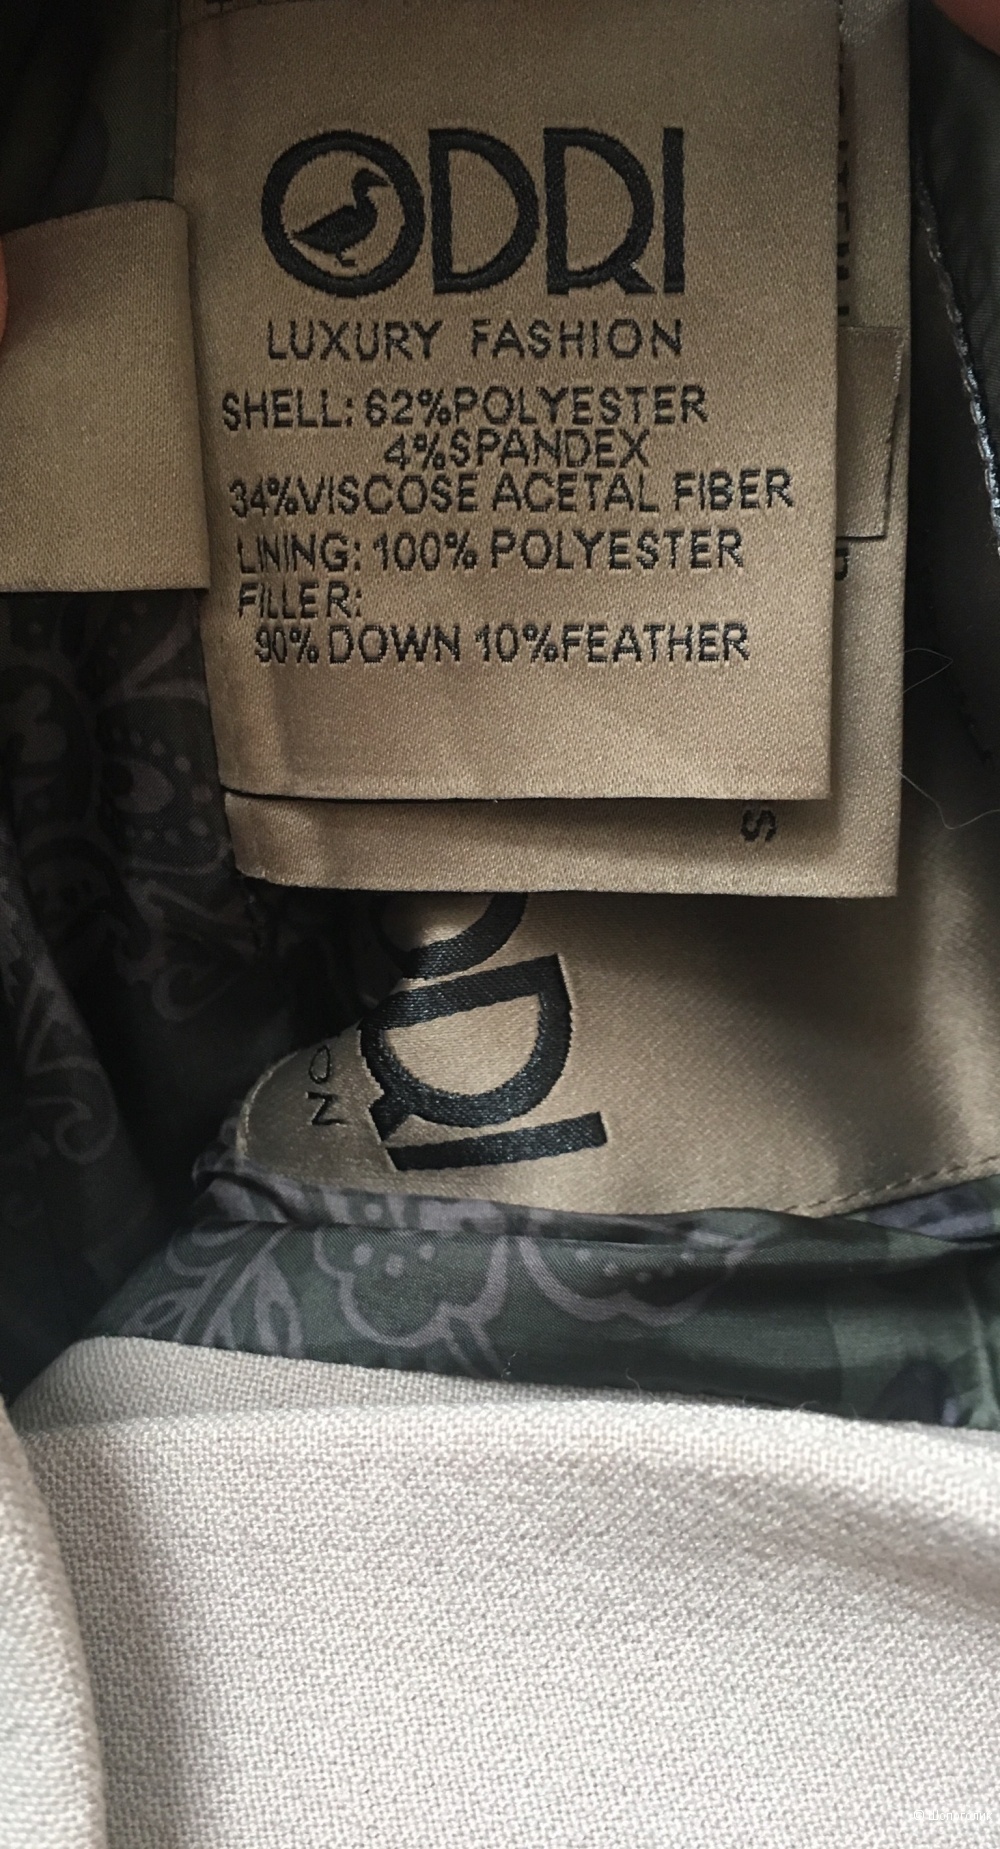 ODRI
LUXURY FASHION
SHELL: 62%POLYESTER
4%SPANDEX
34%VISCOSE ACETAL FIBER
LINING: 100% POLYESTER
FILLER:
90% DOWN 10%FEATHER
S
ODRI